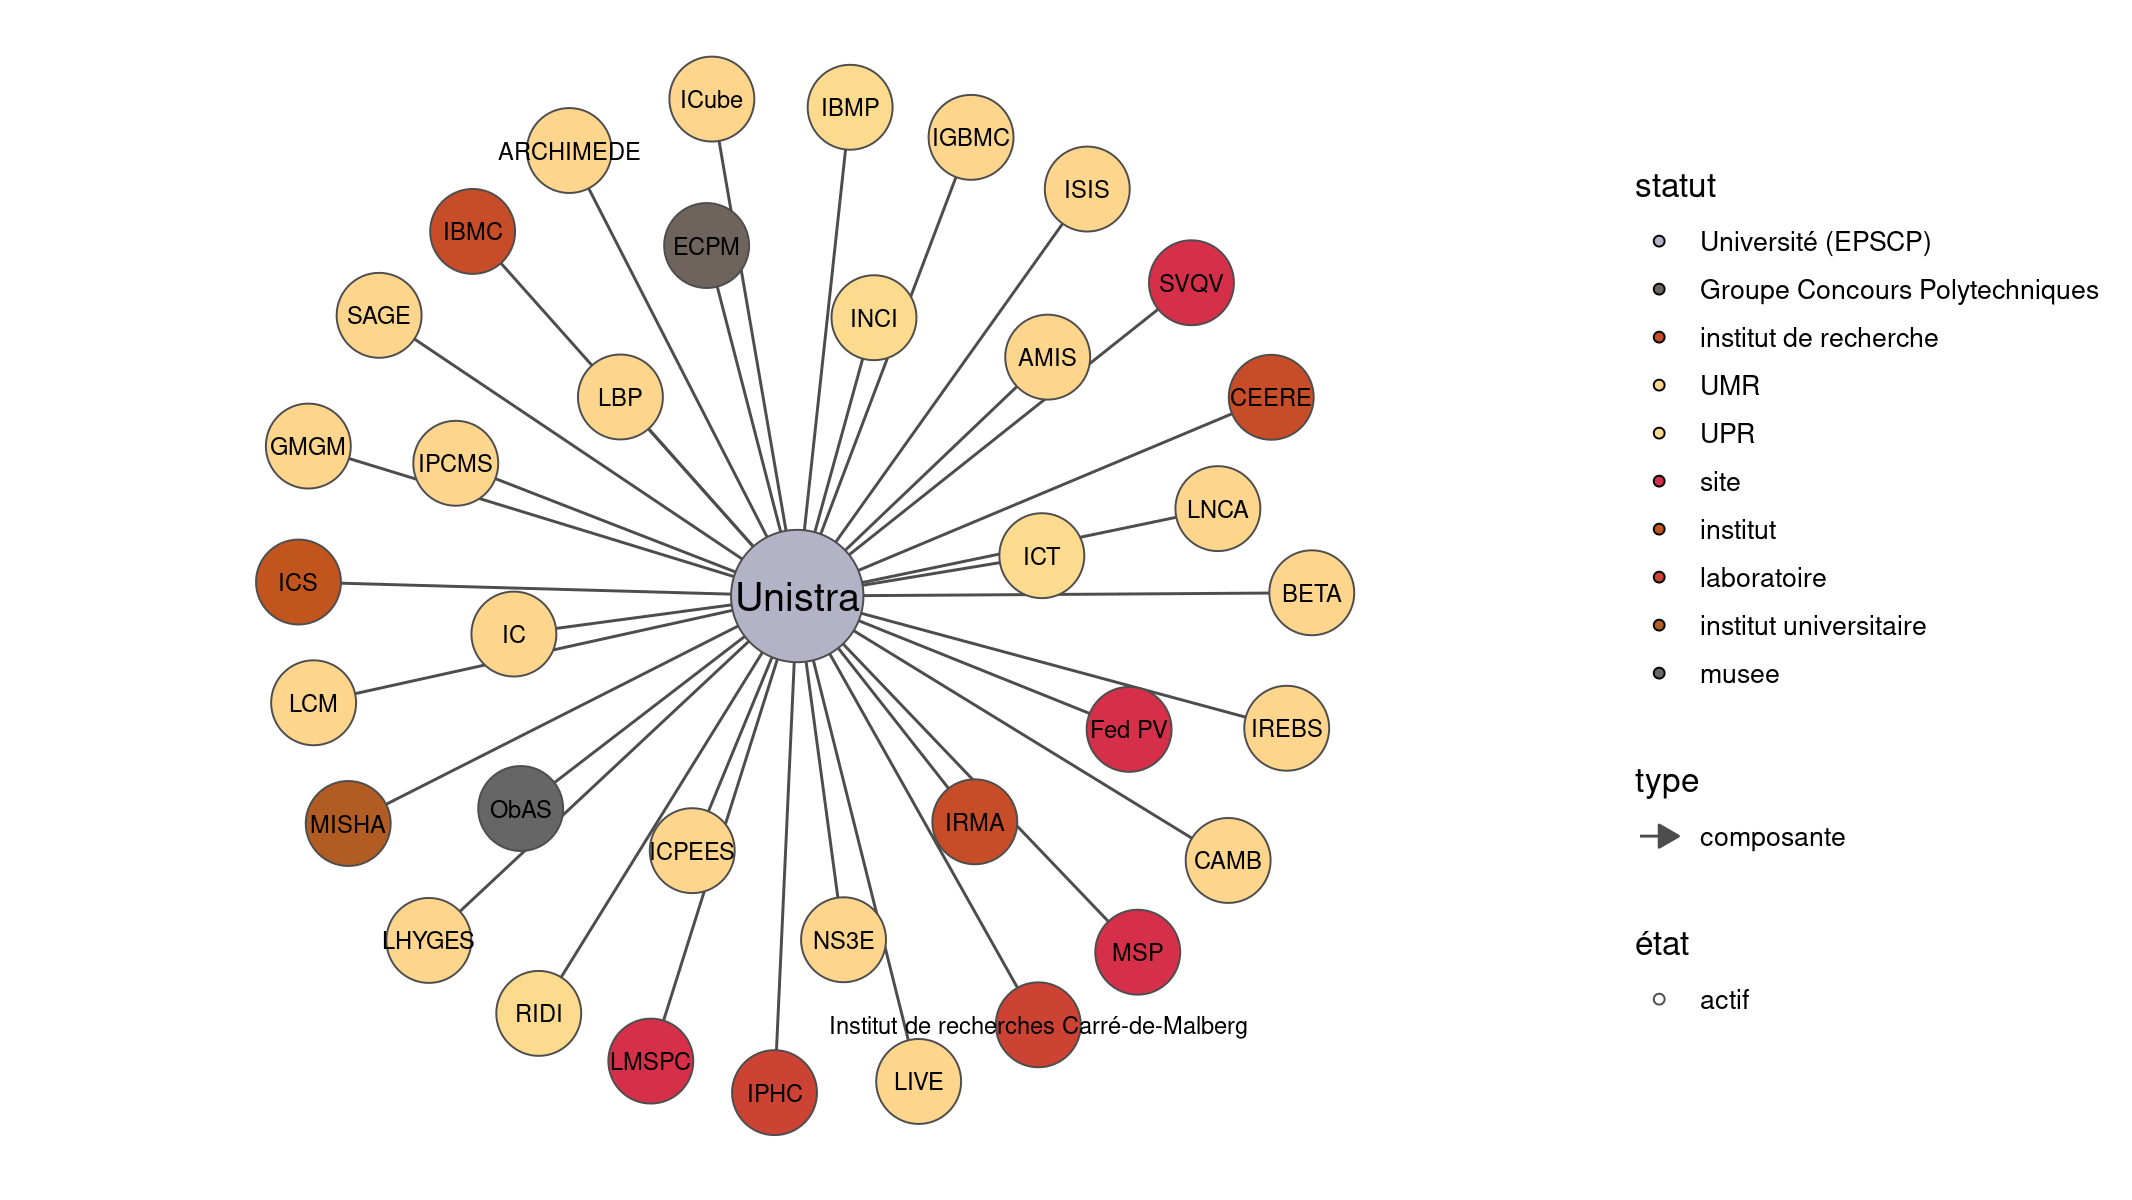 ICube
IBMP
IGBMC
ARCHIMEDE
ISIS
IBMC
ECPM
SVQV
SAGE
INCI
AMIS
LBP
CEERE
GMGM
IPCMS
LNCA
ICT
ICS
BETA
Unistra
IC
LCM
Fed PV
IREBS
MISHA
ObAS
IRMA
ICPEES
CAMB
LHYGES
NS3E
MSP
RIDI
Institut de recherches Carré-de-Malberg
LMSPC
LIVE
IPHC
statut
Université (EPSCP)
Groupe Concours Polytechniques
institut de recherche
UMR
UPR
site
institut
laboratoire
institut universitaire
musee
type
composante
état
actif